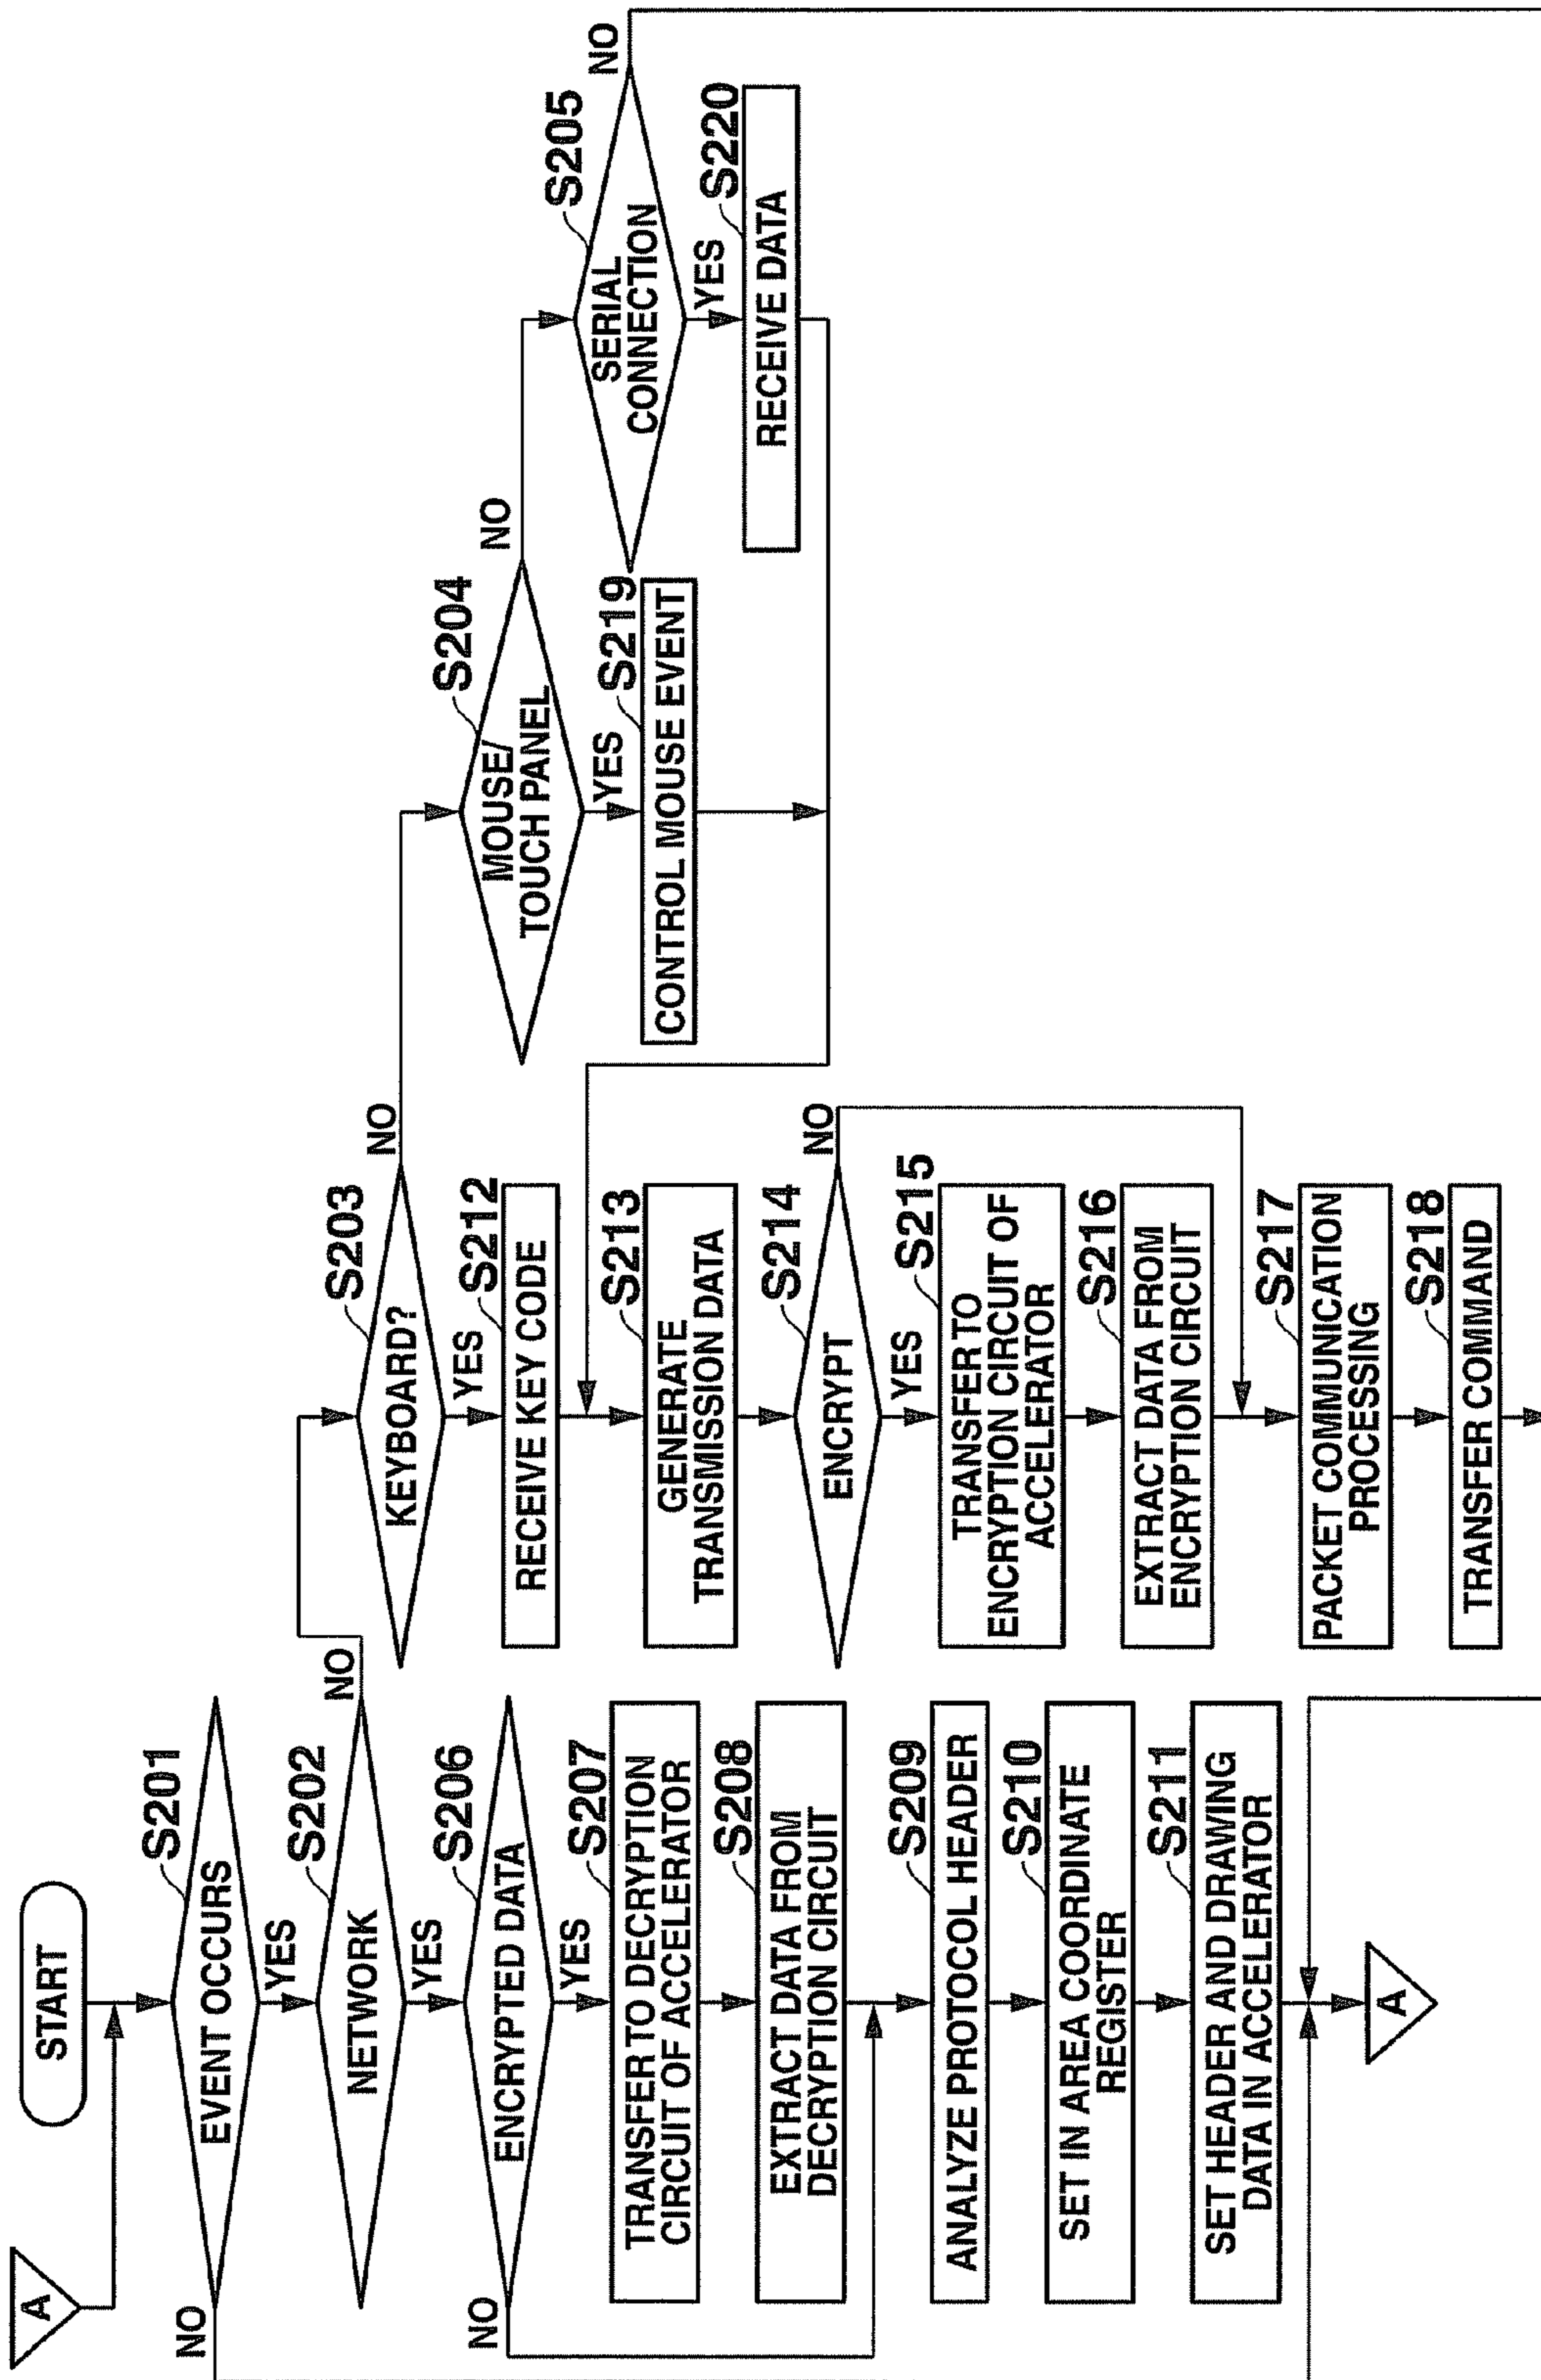 A
START
S201
EVENT OCCURS
NO
YES
S202
NETWORK
NO
YES
S206
ENCRYPTED DATA
NO
YES
S207
TRANSFER TO DECRYPTION
CIRCUIT OF ACCELERATOR
S208
EXTRACT DATA FROM
DECRYPTION CIRCUIT
S209
ANALYZE PROTOCOL HEADER
S210
SET IN AREA COORDINATE
REGISTER
S211
SET HEADER AND DRAWING
DATA IN ACCELERATOR
A
S203
KEYBOARD?
NO
YES
S212
RECEIVE KEY CODE
S213
GENERATE
TRANSMISSION DATA
S214
ENCRYPT
NO
YES
S215
TRANSFER TO
ENCRYPTION CIRCUIT OF
ACCELERATOR
S216
EXTRACT DATA FROM
ENCRYPTION CIRCUIT
S217
PACKET COMMUNICATION
PROCESSING
S218
TRANSFER COMMAND
S204
MOUSE/
TOUCH PANEL
NO
YES
S219
CONTROL MOUSE EVENT
S205
SERIAL
CONNECTION
NO
YES
S220
RECEIVE DATA